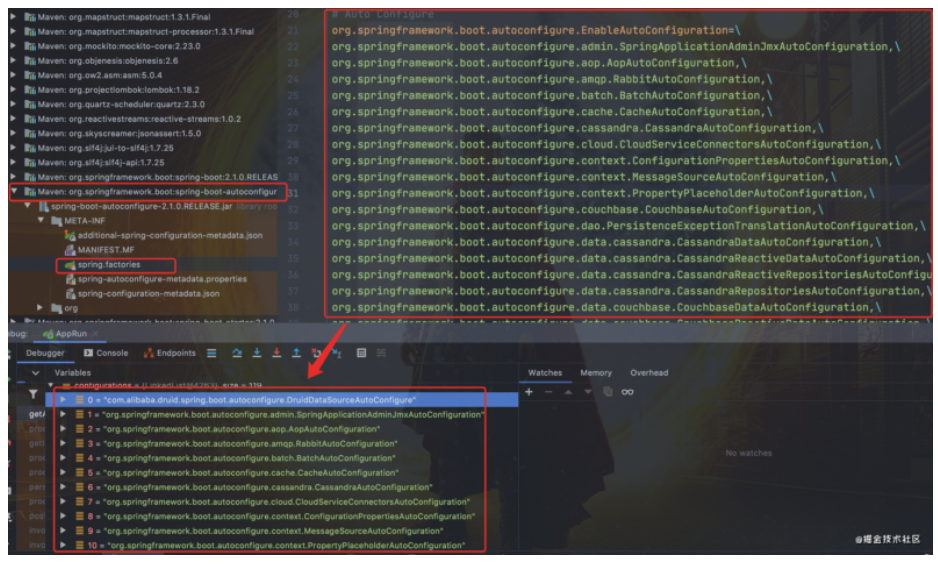 Maven: org.mapstruct:mapstruct:1.3.1.Final
Maven: org.mapstruct:mapstruct-processor:1.3.1.Final
Maven: org.mockito:mockito-core:2.23.0
Maven: org.objenesis:objenesis:2.6
Maven: org.ow2.asm:asm:5.0.4
Maven: org.projectlombok:lombok:1.18.2
Maven: org.quartz-scheduler:quartz:2.3.0
Maven: org.reactivestreams:reactive-streams:1.0.2
Maven: org.skyscreamer:jsonassert:1.5.0
Maven: org.slf4j:jul-to-slf4j:1.7.25
Maven: org.slf4j:slf4j-api:1.7.25
Maven: org.springframework.boot:spring-boot:2.1.0.RELEAS
Maven: org.springframework.boot:spring-boot-autoconfigur
spring-boot-autoconfigure-2.1.0.RELEASE.jar library roo
META-INF
additional-spring-configuration-metadata.json
MANIFEST.MF
spring.factories
spring-autoconfigure-metadata.properties
spring-configuration-metadata.json
org
20 # Auto Configure
21 org.springframework.boot.autoconfigure.EnableAutoConfiguration=\
22 org.springframework.boot.autoconfigure.admin.SpringApplicationAdminJmxAutoConfiguration,\
23 org.springframework.boot.autoconfigure.aop.AopAutoConfiguration,\
24 org.springframework.boot.autoconfigure.amqp.RabbitAutoConfiguration,\
25 org.springframework.boot.autoconfigure.batch.BatchAutoConfiguration,\
26 org.springframework.boot.autoconfigure.cache.CacheAutoConfiguration,\
27 org.springframework.boot.autoconfigure.cassandra.CassandraAutoConfiguration,\
28 org.springframework.boot.autoconfigure.cloud.CloudServiceConnectorsAutoConfiguration,\
29 org.springframework.boot.autoconfigure.context.ConfigurationPropertiesAutoConfiguration,\
30 org.springframework.boot.autoconfigure.context.MessageSourceAutoConfiguration,\
31 org.springframework.boot.autoconfigure.context.PropertyPlaceholderAutoConfiguration,\
32 org.springframework.boot.autoconfigure.couchbase.CouchbaseAutoConfiguration,\
33 org.springframework.boot.autoconfigure.dao.PersistenceExceptionTranslationAutoConfiguration,\
34 org.springframework.boot.autoconfigure.data.cassandra.CassandraDataAutoConfiguration,\
35 org.springframework.boot.autoconfigure.data.cassandra.CassandraReactiveDataAutoConfiguration,\
36 org.springframework.boot.autoconfigure.data.cassandra.CassandraReactiveRepositoriesAutoConfigu
37 org.springframework.boot.autoconfigure.data.cassandra.CassandraRepositoriesAutoConfiguration,\
38 org.springframework.boot.autoconfigure.data.couchbase.CouchbaseDataAutoConfiguration,\
bug: AppRun
Debugger Console Endpoints
Variables
configurations = {LinkedList@4263} size = 119
0 = "com.alibaba.druid.spring.boot.autoconfigure.DruidDataSourceAutoConfigure"
1 = "org.springframework.boot.autoconfigure.admin.SpringApplicationAdminJmxAutoConfiguration"
2 = "org.springframework.boot.autoconfigure.aop.AopAutoConfiguration"
3 = "org.springframework.boot.autoconfigure.amqp.RabbitAutoConfiguration"
4 = "org.springframework.boot.autoconfigure.batch.BatchAutoConfiguration"
5 = "org.springframework.boot.autoconfigure.cache.CacheAutoConfiguration"
6 = "org.springframework.boot.autoconfigure.cassandra.CassandraAutoConfiguration"
7 = "org.springframework.boot.autoconfigure.cloud.CloudServiceConnectorsAutoConfiguration"
8 = "org.springframework.boot.autoconfigure.context.ConfigurationPropertiesAutoConfiguration"
9 = "org.springframework.boot.autoconfigure.context.MessageSourceAutoConfiguration"
10 = "org.springframework.boot.autoconfigure.context.PropertyPlaceholderAutoConfiguration"
Watches Memory Overhead
No watches
@掘金技术社区